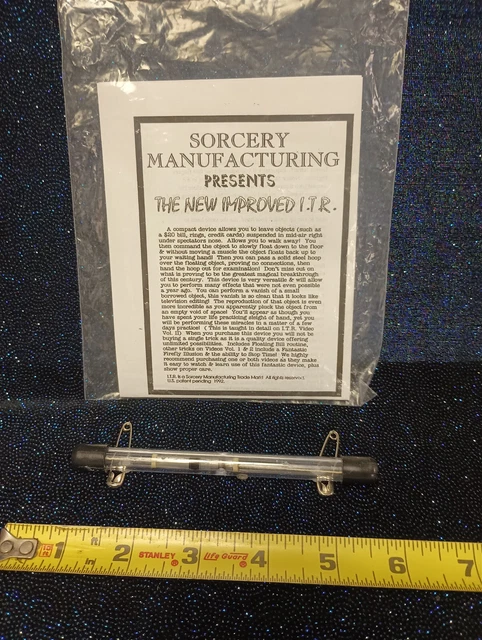 SORCERY
MANUFACTURING
PRESENTS
THE NEW IMPROVED I.T.R.
A compact device allows you to leave objects (such as
a $20 bill, rings, credit cards) suspended in mid-air right
under spectators nose. Allows you to walk away! You
then command the object to slowly float down to the floor
& without moving a muscle the object floats back up to
your waiting hand! Then you can pass a solid steel hoop
over the floating object, proving no connections, then
hand the hoop out for examination! Don't miss out on
what is proving to be the greatest magical breakthrough
of this century. This device is very versatile & will allow
you to perform many effects that were not even possible
a year ago. You can perform a vanish of a small
borrowed object, this vanish is so clean that it looks like
television editing! The reproduction of that object is even
more incredible as you apparently pluck the object from
an empty void of space! You'll appear as though you
have spent your life practicing sleight of hand, yet you
will be performing these miracles in a matter of a few
days practice! (This is taught in detail on I.T.R. Video
Vol. II) When you purchase this device you will not be
buying a single trick as it is a quality device offering
unlimited possibilities. Includes Floating Bill routine,
other tricks on Videos Vol. 1 & 2 include a Fantastic
Firefly Illusion & the ability to Stop Time! We highly
recommend purchasing one or both videos as they make
it easy to watch & learn use of this fantastic device, plus
show proper care.
I.T.R. is a Sorcery Manufacturing Trade Mark! All rights reserved.
U.S. patent pending 1992.
1 in 2 STANLEY 3 Life Guard 4 5 6 7